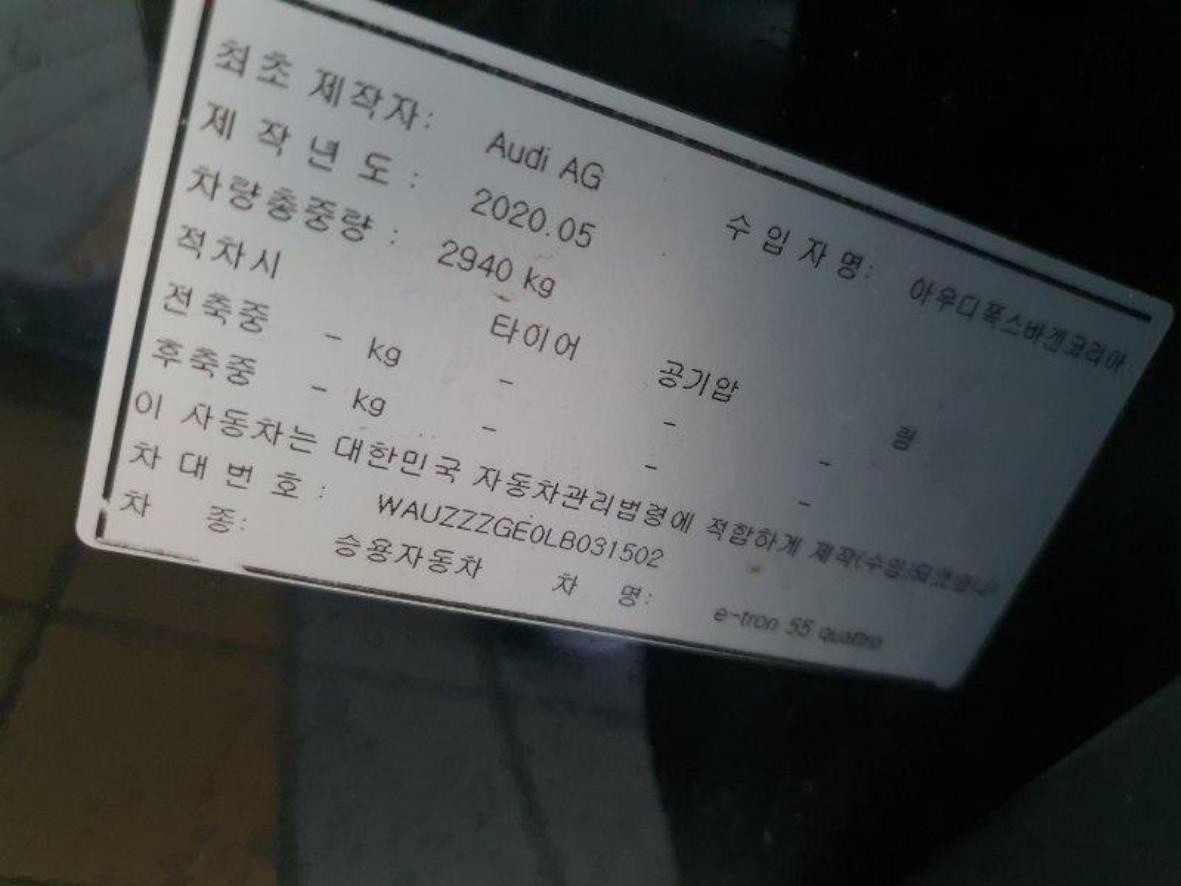 최초 제작자: Audi AG 수입자명: 아우디폭스바겐코리아
제 작 년 도 : 2020.05
차량총중량 : 2940 kg
적차시 타이어 공기압
전축중 - kg - - -
후축중 - kg - - -
이 자동차는 대한민국 자동차관리법령에 적합하게 제작(수입)되었습니다
차 대 번 호 : WAUZZZGE0LB031502
차 종: 승용자동차 차 명: e-tron 55 quattro